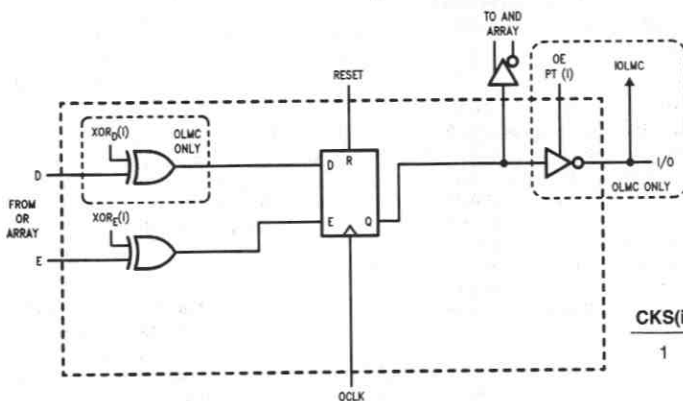 TO AND
ARRAY
OE
PT (I)
IOLMC
RESET
XORD(I)
OLMC
ONLY
D
D
R
I/O
OLMC ONLY
FROM
OR
ARRAY
XORE(I)
E
Q
E
CKS(i
1
OCLK